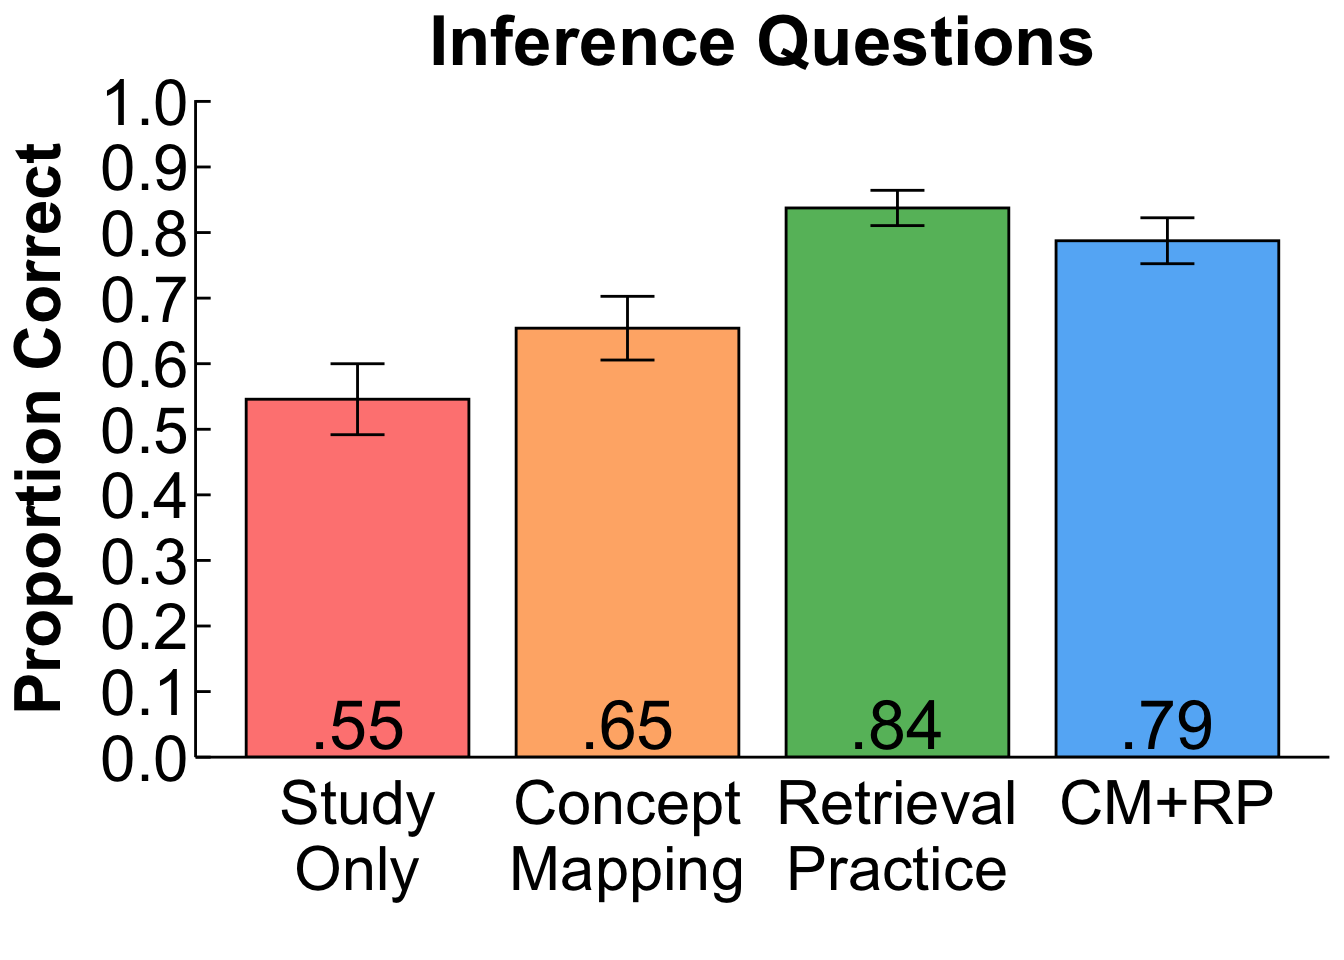 Inference Questions
Proportion Correct
1.0
0.9
0.8
0.7
0.6
0.5
0.4
0.3
0.2
0.1
0.0
.55
.65
.84
.79
Study
Only
Concept
Mapping
Retrieval
Practice
CM+RP